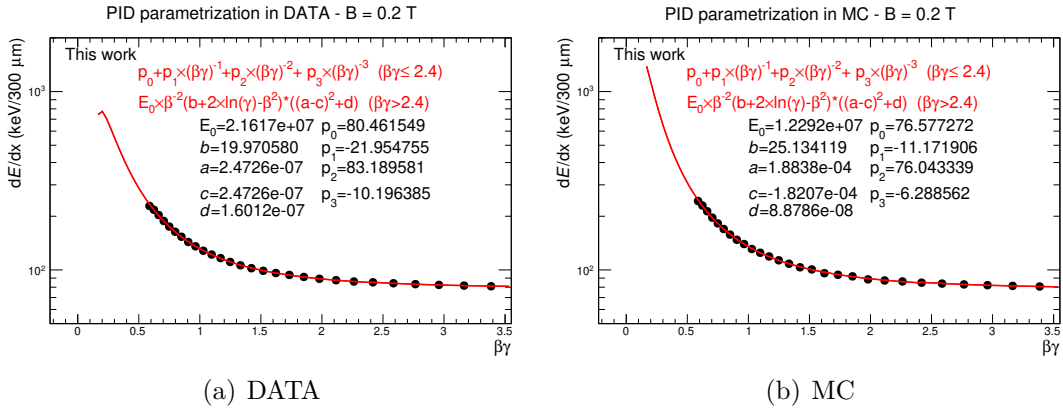 PID parametrization in DATA - B = 0.2 T
This work
p0+p1×(βγ)-1+p2×(βγ)-2+ p3×(βγ)-3 (βγ≤ 2.4)
E0×β-2(b+2×ln(γ)-β2)*((a-c)2+d) (βγ>2.4)
E0=2.1617e+07 p0=80.461549
b=19.970580 p1=-21.954755
a=2.4726e-07 p2=83.189581
c=2.4726e-07 p3=-10.196385
d=1.6012e-07
dE/dx (keV/300 μm)
103
102
0 0.5 1 1.5 2 2.5 3 3.5
βγ
(a) DATA
PID parametrization in MC - B = 0.2 T
This work
p0+p1×(βγ)-1+p2×(βγ)-2+ p3×(βγ)-3 (βγ≤ 2.4)
E0×β-2(b+2×ln(γ)-β2)*((a-c)2+d) (βγ>2.4)
E0=1.2292e+07 p0=76.577272
b=25.134119 p1=-11.171906
a=1.8838e-04 p2=76.043339
c=-1.8207e-04 p3=-6.288562
d=8.8786e-08
dE/dx (keV/300 μm)
103
102
0 0.5 1 1.5 2 2.5 3 3.5
βγ
(b) MC